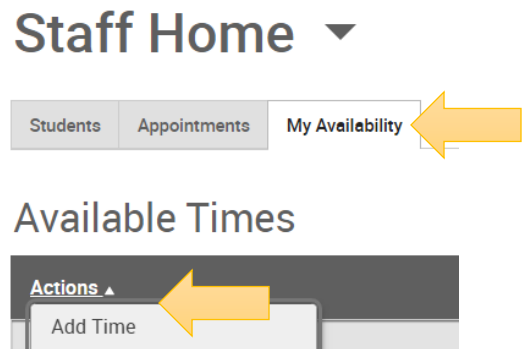 Staff Home
Students Appointments My Availability
Available Times
Actions
Add Time